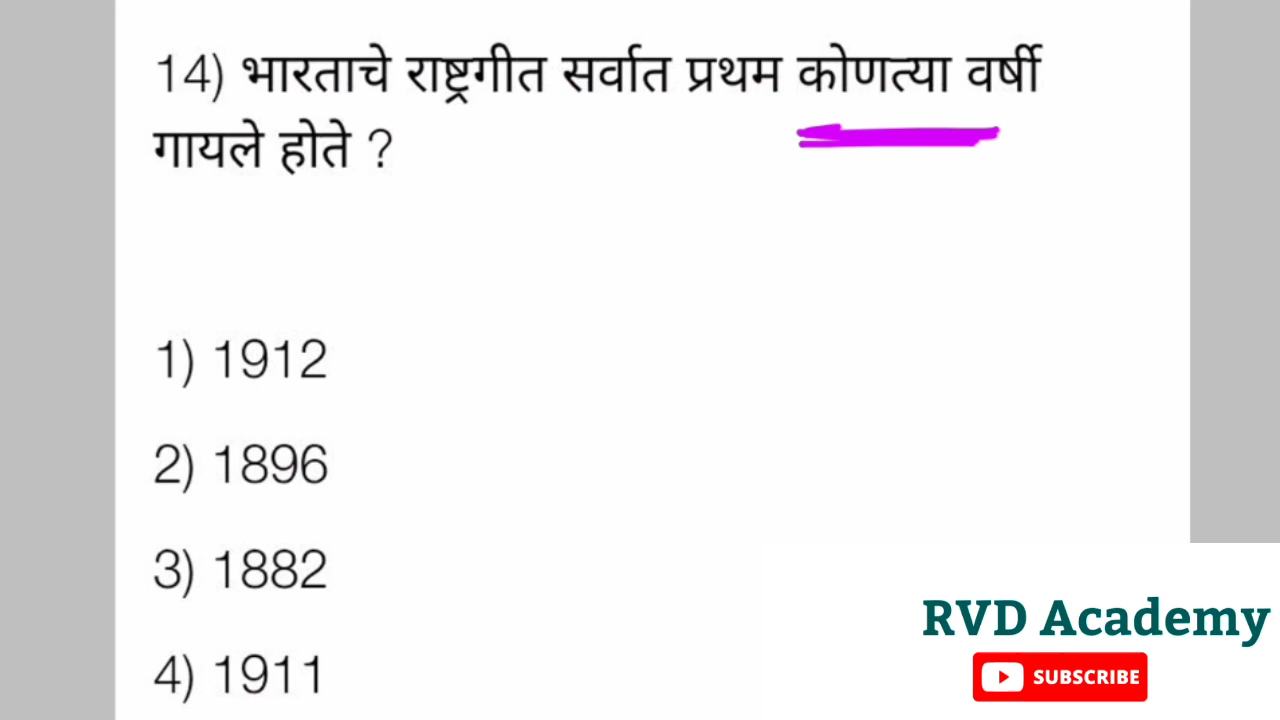 14) भारताचे राष्ट्रगीत सर्वात प्रथम कोणत्या वर्षी
गायले होते ?
1) 1912
2) 1896
3) 1882
4) 1911
RVD Academy
SUBSCRIBE